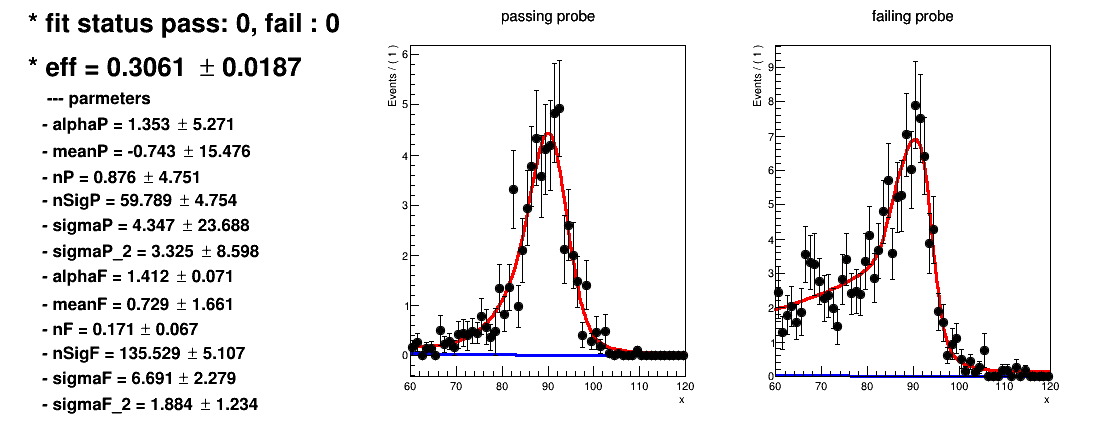 * fit status pass: 0, fail : 0
* eff = 0.3061 ± 0.0187
--- parmeters
- alphaP = 1.353 ± 5.271
- meanP = -0.743 ± 15.476
- nP = 0.876 ± 4.751
- nSigP = 59.789 ± 4.754
- sigmaP = 4.347 ± 23.688
- sigmaP_2 = 3.325 ± 8.598
- alphaF = 1.412 ± 0.071
- meanF = 0.729 ± 1.661
- nF = 0.171 ± 0.067
- nSigF = 135.529 ± 5.107
- sigmaF = 6.691 ± 2.279
- sigmaF_2 = 1.884 ± 1.234
passing probe
Events / ( 1 )
6
5
4
3
2
1
0
60 70 80 90 100 110 120
x
failing probe
Events / ( 1 )
9
8
7
6
5
4
3
2
1
0
60 70 80 90 100 110 120
x